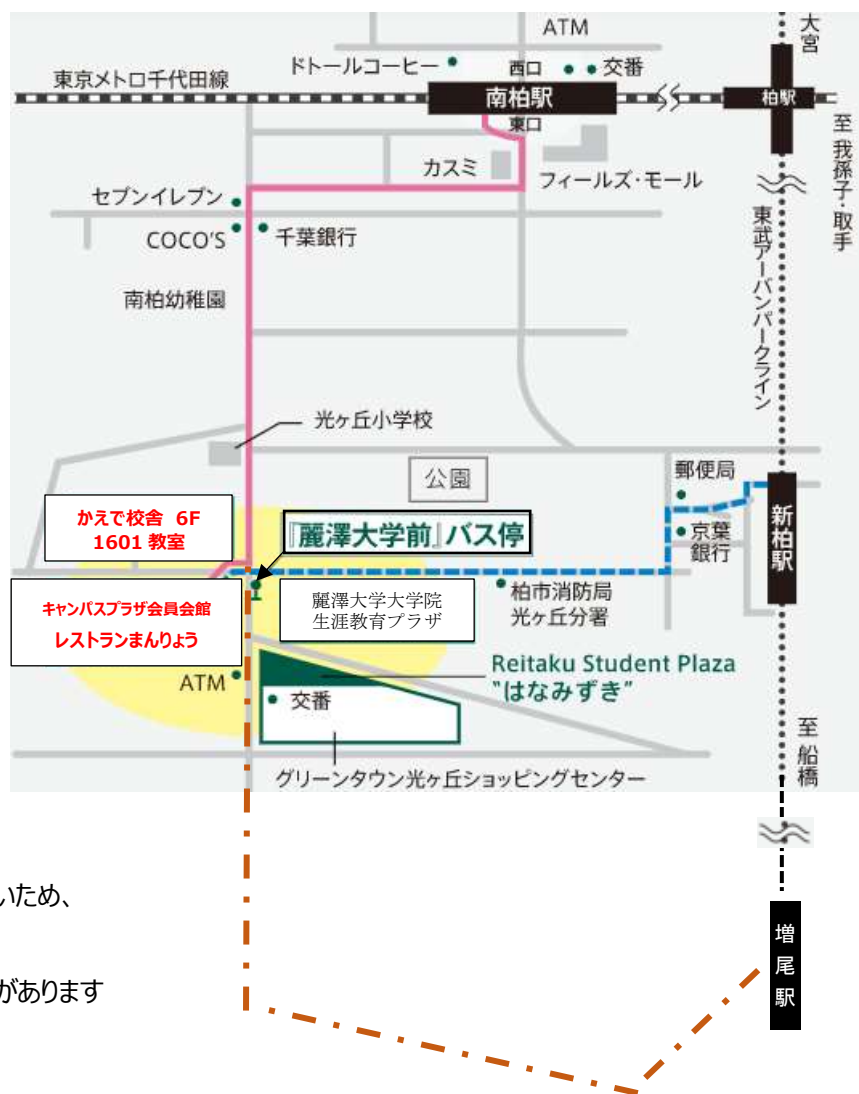 ATM
至
大宮
ドトールコーヒー
西口
交番
東京メトロ千代田線
南柏駅
柏駅
東口
至
我孫子・取手
カスミ
フィールズ・モール
セブンイレブン
COCO'S
千葉銀行
東武アーバンパークライン
南柏幼稚園
光ヶ丘小学校
公園
郵便局
かえで校舎 6F
1601 教室
『麗澤大学前』バス停
京葉
銀行
新柏駅
キャンパスプラザ会員会館
レストランまんりょう
麗澤大学大学院
生涯教育プラザ
柏市消防局
光ヶ丘分署
ATM
Reitaku Student Plaza
"はなみずき"
交番
至
船橋
グリーンタウン光ヶ丘ショッピングセンター
いため、
増尾駅
があります